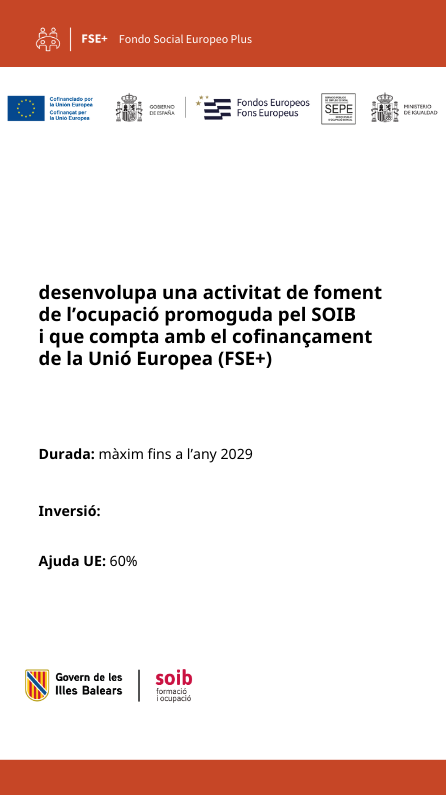 FSE+ Fondo Social Europeo Plus
Cofinanciado por
la Unión Europea
Cofinançat per
la Unió Europea
GOBIERNO
DE ESPAÑA
Fondos Europeos
Fons Europeus
SEPE
MINISTERIO
DE IGUALDAD
desenvolupa una activitat de foment
de l’ocupació promoguda pel SOIB
i que compta amb el cofinançament
de la Unió Europea (FSE+)
Durada: màxim fins a l’any 2029
Inversió:
Ajuda UE: 60%
Govern de les
Illes Balears
soib
formació
i ocupació